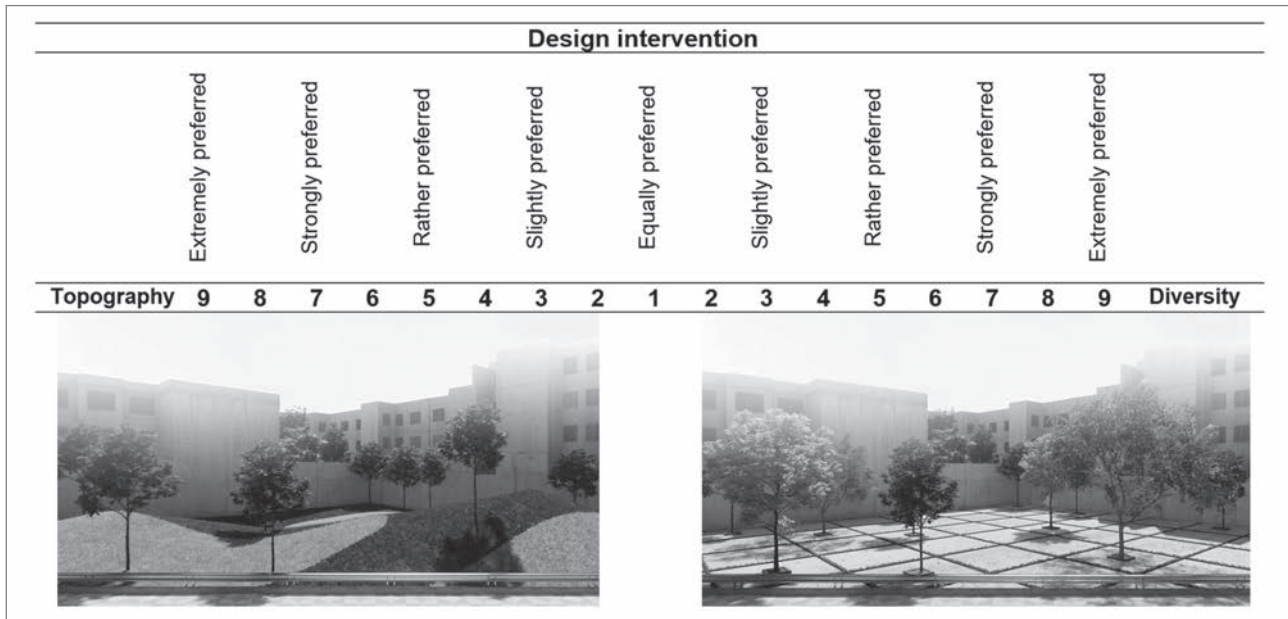 Design intervention
Extremely preferred
Strongly preferred
Rather preferred
Slightly preferred
Equally preferred
Slightly preferred
Rather preferred
Strongly preferred
Extremely preferred
Topography 9 8 7 6 5 4 3 2 1 2 3 4 5 6 7 8 9 Diversity